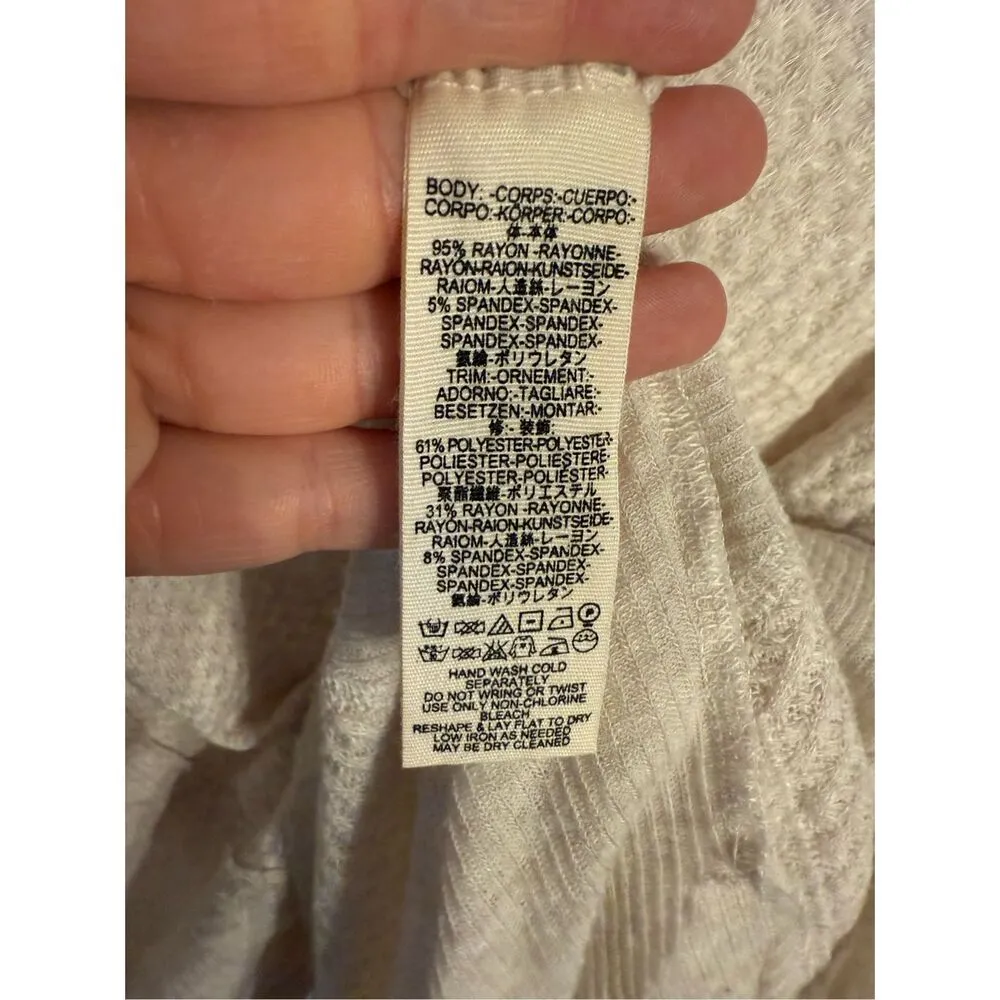 BODY: -CORPS:-CUERPO:-
CORPO:-KÖRPER:-CORPO:-
体-本体
95% RAYON -RAYONNE-
RAYÓN-RAION-KUNSTSEIDE-
RAIOM-人造絲-レーヨン
5% SPANDEX-SPANDEX-
SPANDEX-SPANDEX-
SPANDEX-SPANDEX-
氨綸-ポリウレタン
TRIM:-ORNEMENT:-
ADORNO:-TAGLIARE:-
BESETZEN:-MONTAR:-
修:- 装飾:
61% POLYESTER-POLYESTER-
POLIESTER-POLIESTERE-
POLYESTER-POLIÉSTER-
聚酯纖維-ポリエステル
31% RAYON -RAYONNE-
RAYÓN-RAION-KUNSTSEIDE-
RAIOM-人造絲-レーヨン
8% SPANDEX-SPANDEX-
SPANDEX-SPANDEX-
SPANDEX-SPANDEX-
氨綸-ポリウレタン
P
HAND WASH COLD
SEPARATELY
DO NOT WRING OR TWIST
USE ONLY NON-CHLORINE
BLEACH
RESHAPE & LAY FLAT TO DRY
LOW IRON AS NEEDED
MAY BE DRY CLEANED